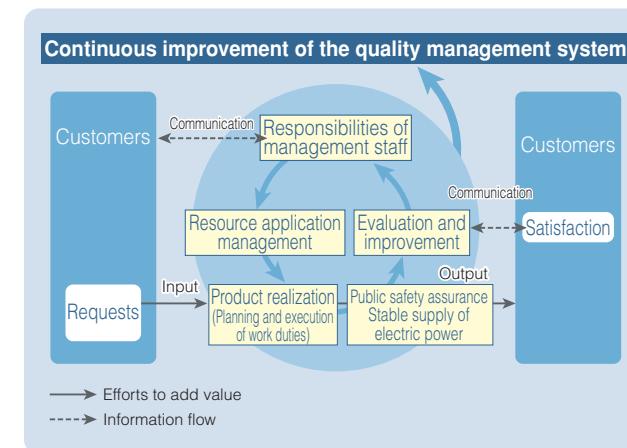 Continuous improvement of the quality management system
Customers
Communication
Responsibilities of
management staff
Customers
Communication
Resource application
management
Evaluation and
improvement
Satisfaction
Input
Output
Requests
Product realization
(Planning and execution
of work duties)
Public safety assurance
Stable supply of
electric power
Efforts to add value
Information flow